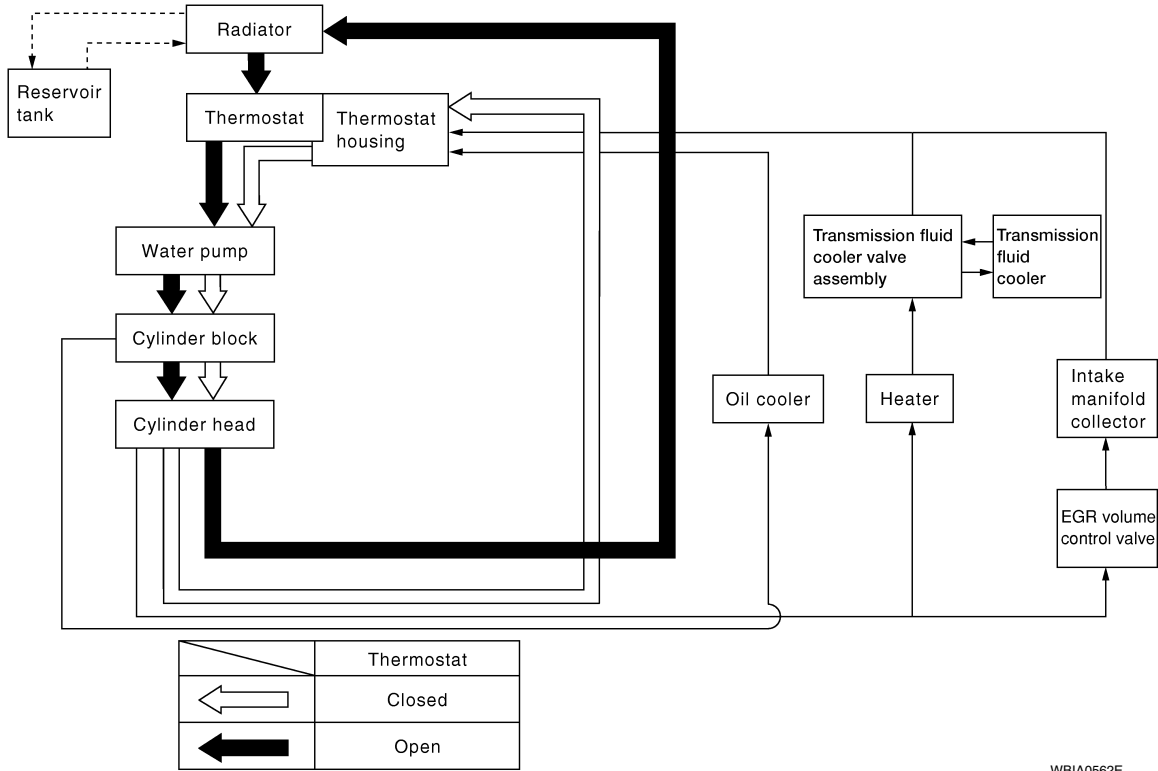 Radiator
Reservoir
tank
Thermostat
Thermostat
housing
Water pump
Transmission fluid
cooler valve
assembly
Transmission
fluid
cooler
Cylinder block
Cylinder head
Oil cooler
Heater
Intake
manifold
collector
EGR volume
control valve
Thermostat
Closed
Open
WBIA0562E